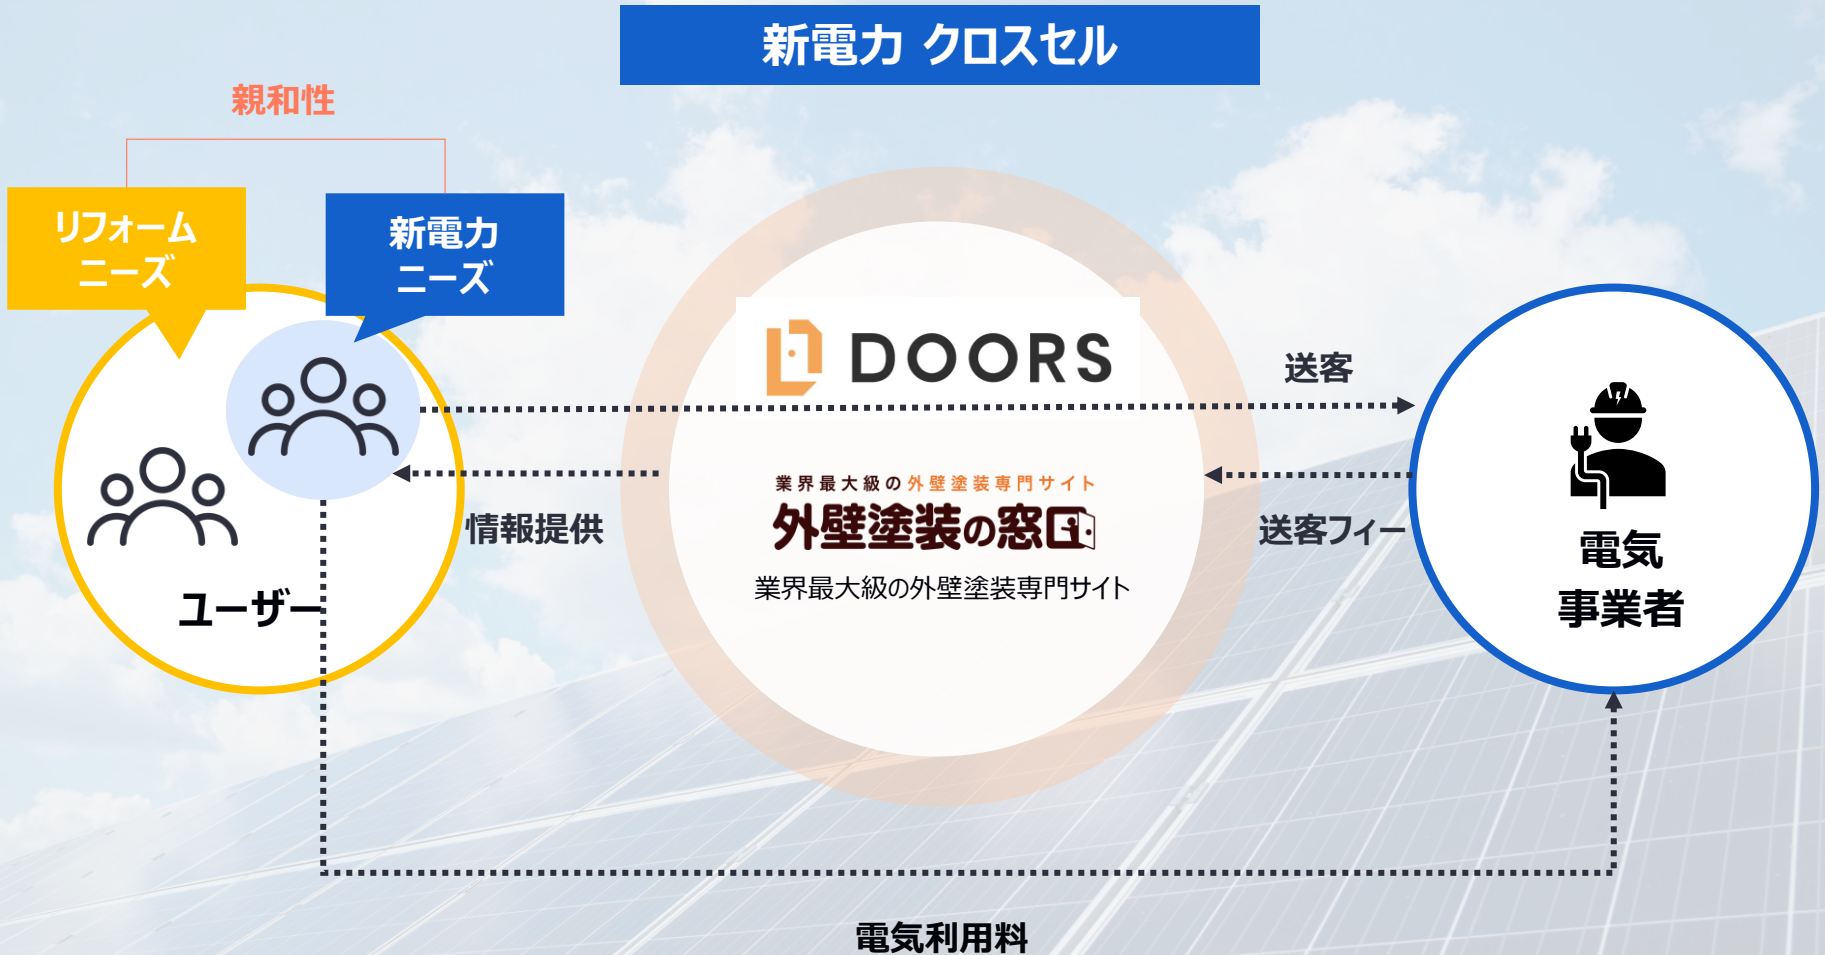 新電力 クロスセル
親和性
リフォーム
ニーズ
新電力
ニーズ
DOORS
送客
業界最大級の外壁塗装専門サイト
外壁塗装の窓口
情報提供
送客フィー
業界最大級の外壁塗装専門サイト
ユーザー
電気
事業者
電気利用料